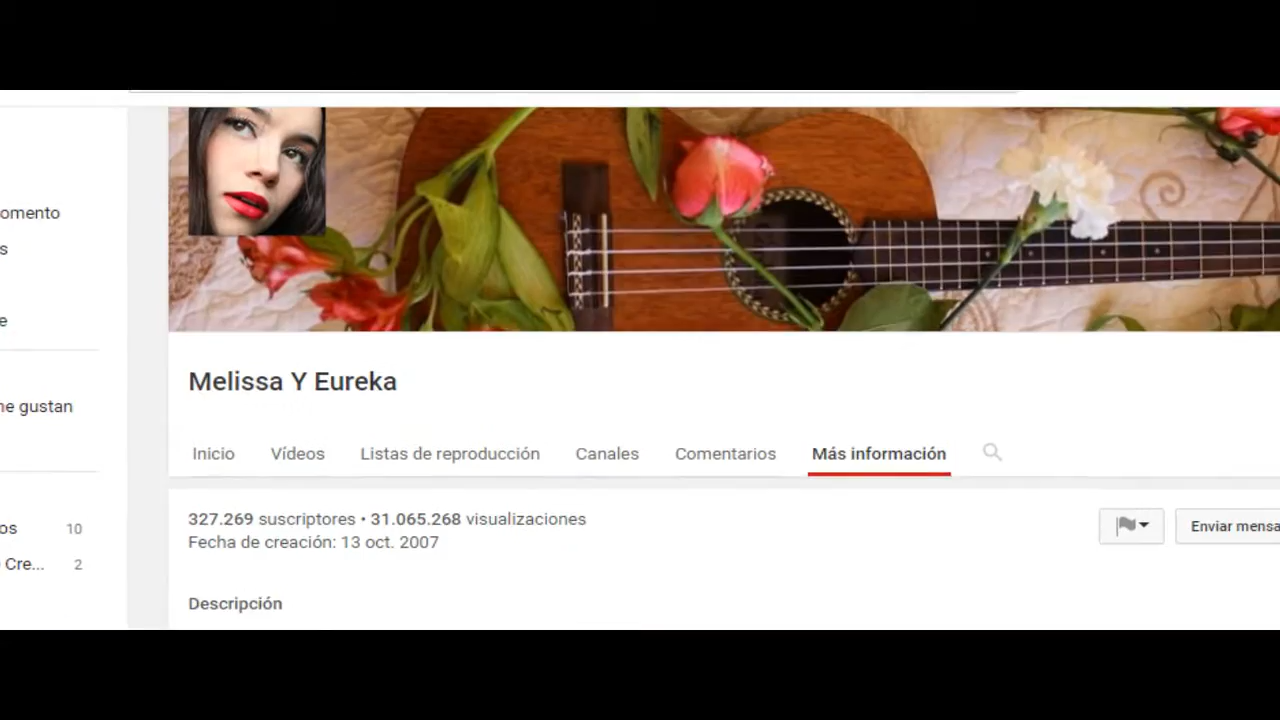 omento
s
e
ne gustan
os 10
Cre... 2
Melissa Y Eureka
Inicio Vídeos Listas de reproducción Canales Comentarios Más información
327.269 suscriptores • 31.065.268 visualizaciones
Fecha de creación: 13 oct. 2007
Enviar mensa
Descripción